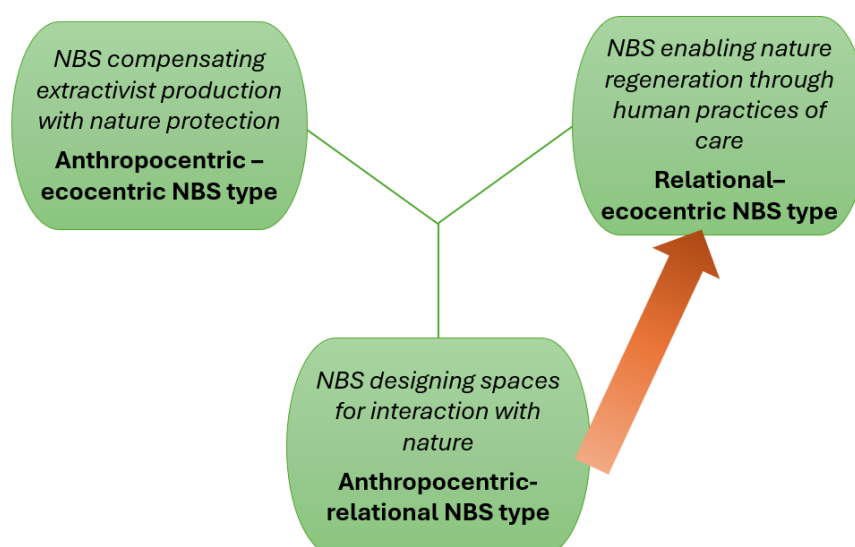 NBS compensating
extractivist production
with nature protection
Anthropocentric –
ecocentric NBS type
NBS enabling nature
regeneration through
human practices of
care
Relational–
ecocentric NBS type
NBS designing spaces
for interaction with
nature
Anthropocentric-
relational NBS type